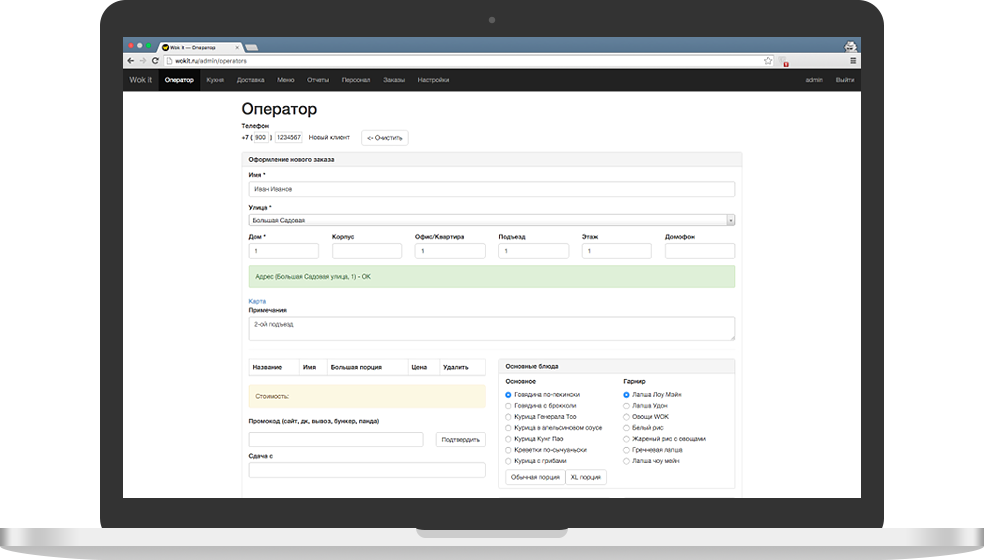 Wok it — Оператор
wokit.ru/admin/operators
Wok it Оператор Кухня Доставка Меню Отчеты Персонал Заказы Настройки admin Выйти
Оператор
Телефон
+7 ( 900 ) 1234567 Новый клиент <- Очистить
Оформление нового заказа
Имя *
Иван Иванов
Улица *
Большая Садовая
Дом * Корпус Офис/Квартира Подъезд Этаж Домофон
1 1 1 1
Адрес (Большая Садовая улица, 1) - ОК
Карта
Примечания
2-ой подъезд
Название Имя Большая порция Цена Удалить
Стоимость:
Промокод (сайт, дк, вывоз, бункер, панда)
Подтвердить
Сдача с
Основные блюда
Основное Гарнир
Говядина по-пекински Лапша Лоу Мэйн
Говядина с брокколи Лапша Удон
Курица Генерала Тсо Овощи WOK
Курица в апельсиновом соусе Белый рис
Курица Кунг Пао Жареный рис с овощами
Креветки по-сычуаньски Гречневая лапша
Курица с грибами Лапша чоу мейн
Обычная порция XL порция